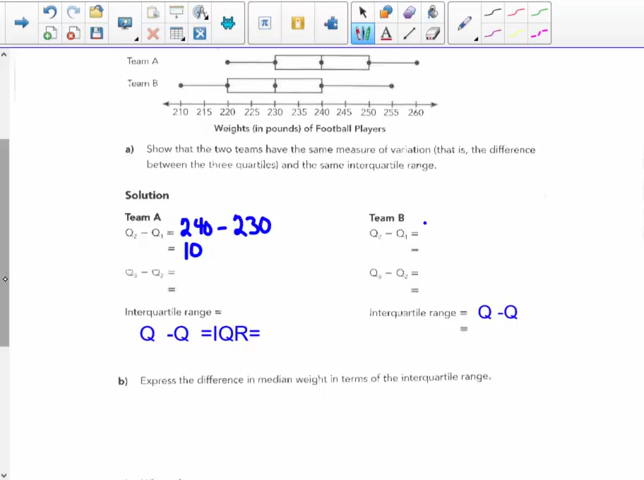 Team A
Team B
210 215 220 225 230 235 240 245 250 255 260
Weights (in pounds) of Football Players
a) Show that the two teams have the same measure of variation (that is, the difference
between the three quartiles) and the same interquartile range.
Solution
Team A
Q₂ – Q₁ = 240 - 230
= 10
Q₃ – Q₂ =
=
Interquartile range =
Q -Q =IQR=
Team B
Q₂ – Q₁ =
=
Q₃ – Q₂ =
=
Interquartile range = Q -Q
=
b) Express the difference in median weight in terms of the interquartile range.